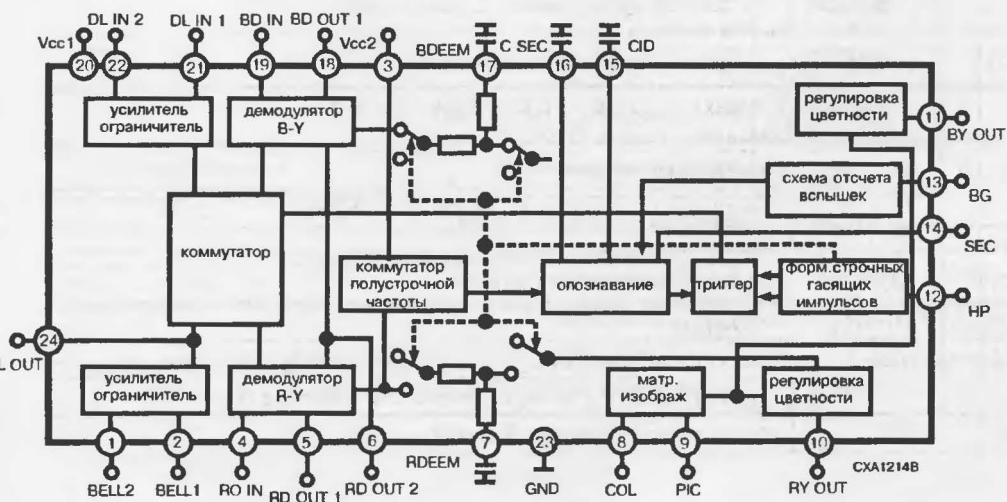 DL IN 2 DL IN 1 BD IN BD OUT 1
Vcc1 Vcc2 BDEEM C SEC CID
20 22 21 19 18 3 17 16 15
усилитель
ограничитель
демодулятор
B-Y
регулировка
цветности
11
BY OUT
схема отсчета
вспышек
13
BG
14
SEC
коммутатор
коммутатор
полустрочной
частоты
опознавание
триггер
форм.строчных
гасящих
импульсов
12
HP
24
L OUT
усилитель
ограничитель
демодулятор
R-Y
матр.
изображ
регулировка
цветности
1 2 4 5 6 7 23 8 9 10
CXA1214B
BELL2 BELL1 RO IN RD OUT 1 RD OUT 2 RDEEM GND COL PIC RY OUT